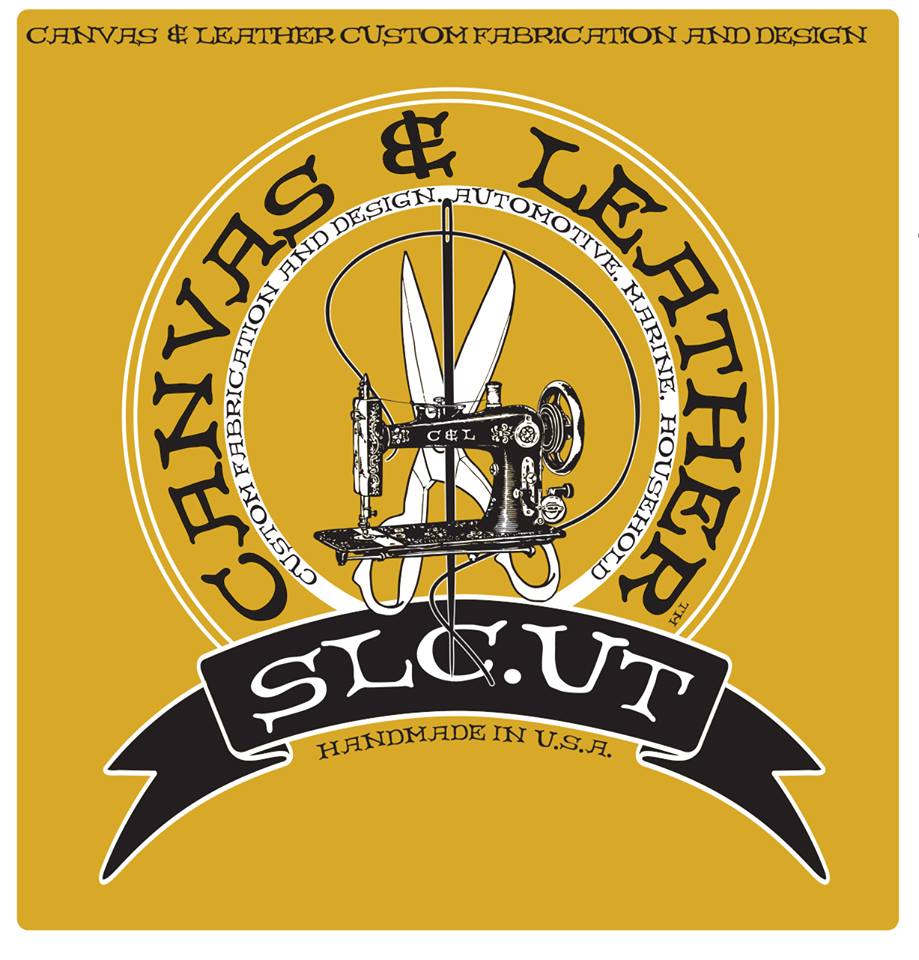 CANVAS & LEATHER CUSTOM FABRICATION AND DESIGN
CANVAS & LEATHER
TM
CUSTOM FABRICATION AND DESIGN. AUTOMOTIVE, MARINE, HOUSEHOLD
C&L
SLC.UT
HANDMADE IN U.S.A.